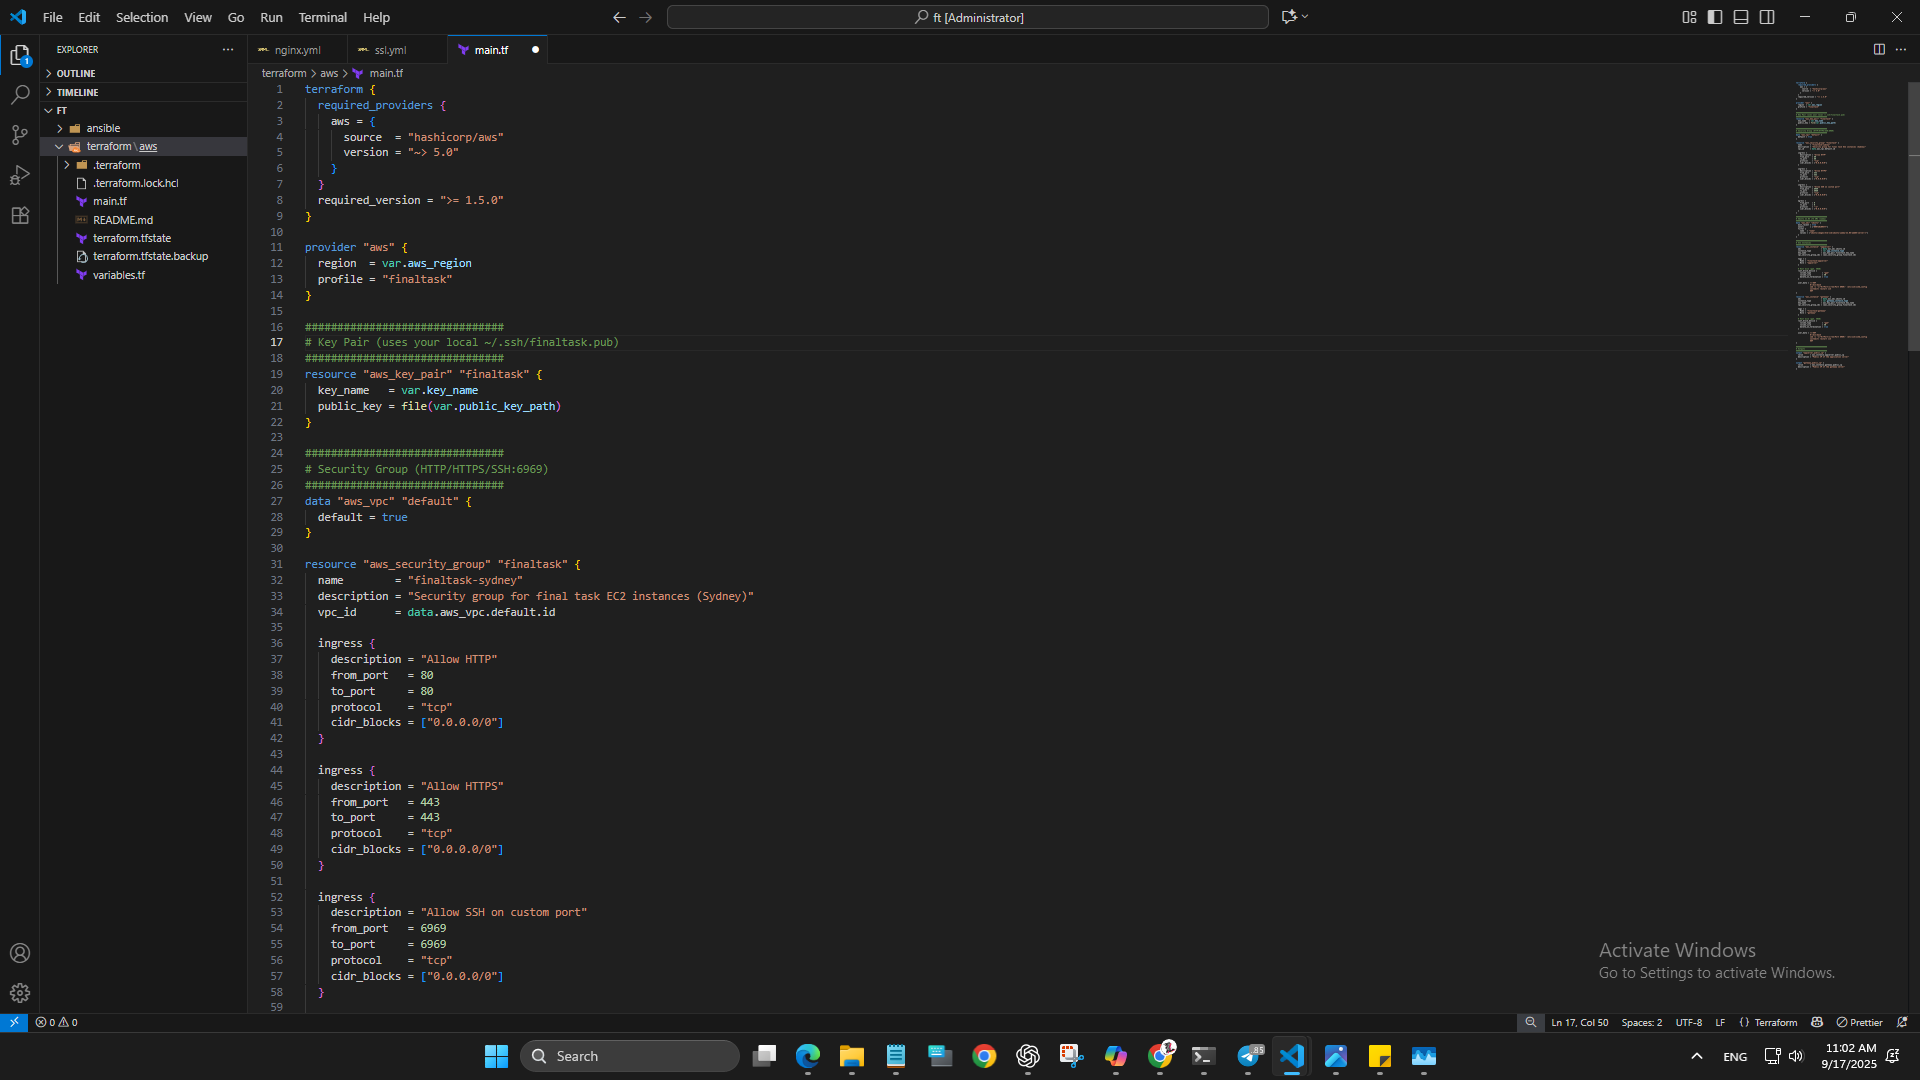 File Edit Selection View Go Run Terminal Help
ft [Administrator]
EXPLORER
OUTLINE
TIMELINE
FT
ansible
terraform \ aws
.terraform
.terraform.lock.hcl
main.tf
README.md
terraform.tfstate
terraform.tfstate.backup
variables.tf
1
nginx.yml
ssl.yml
main.tf
terraform > aws > main.tf
1 terraform {
2   required_providers {
3     aws = {
4       source  = "hashicorp/aws"
5       version = "~> 5.0"
6     }
7   }
8   required_version = ">= 1.5.0"
9 }
10
11 provider "aws" {
12   region  = var.aws_region
13   profile = "finaltask"
14 }
15
16 ###############################
17 # Key Pair (uses your local ~/.ssh/finaltask.pub)
18 ###############################
19 resource "aws_key_pair" "finaltask" {
20   key_name   = var.key_name
21   public_key = file(var.public_key_path)
22 }
23
24 ###############################
25 # Security Group (HTTP/HTTPS/SSH:6969)
26 ###############################
27 data "aws_vpc" "default" {
28   default = true
29 }
30
31 resource "aws_security_group" "finaltask" {
32   name        = "finaltask-sydney"
33   description = "Security group for final task EC2 instances (Sydney)"
34   vpc_id      = data.aws_vpc.default.id
35
36   ingress {
37     description = "Allow HTTP"
38     from_port   = 80
39     to_port     = 80
40     protocol    = "tcp"
41     cidr_blocks = ["0.0.0.0/0"]
42   }
43
44   ingress {
45     description = "Allow HTTPS"
46     from_port   = 443
47     to_port     = 443
48     protocol    = "tcp"
49     cidr_blocks = ["0.0.0.0/0"]
50   }
51
52   ingress {
53     description = "Allow SSH on custom port"
54     from_port   = 6969
55     to_port     = 6969
56     protocol    = "tcp"
57     cidr_blocks = ["0.0.0.0/0"]
58   }
59
Activate Windows
Go to Settings to activate Windows.
0 0
Ln 17, Col 50 Spaces: 2 UTF-8 LF {} Terraform Prettier
Search
ENG
11:02 AM
9/17/2025